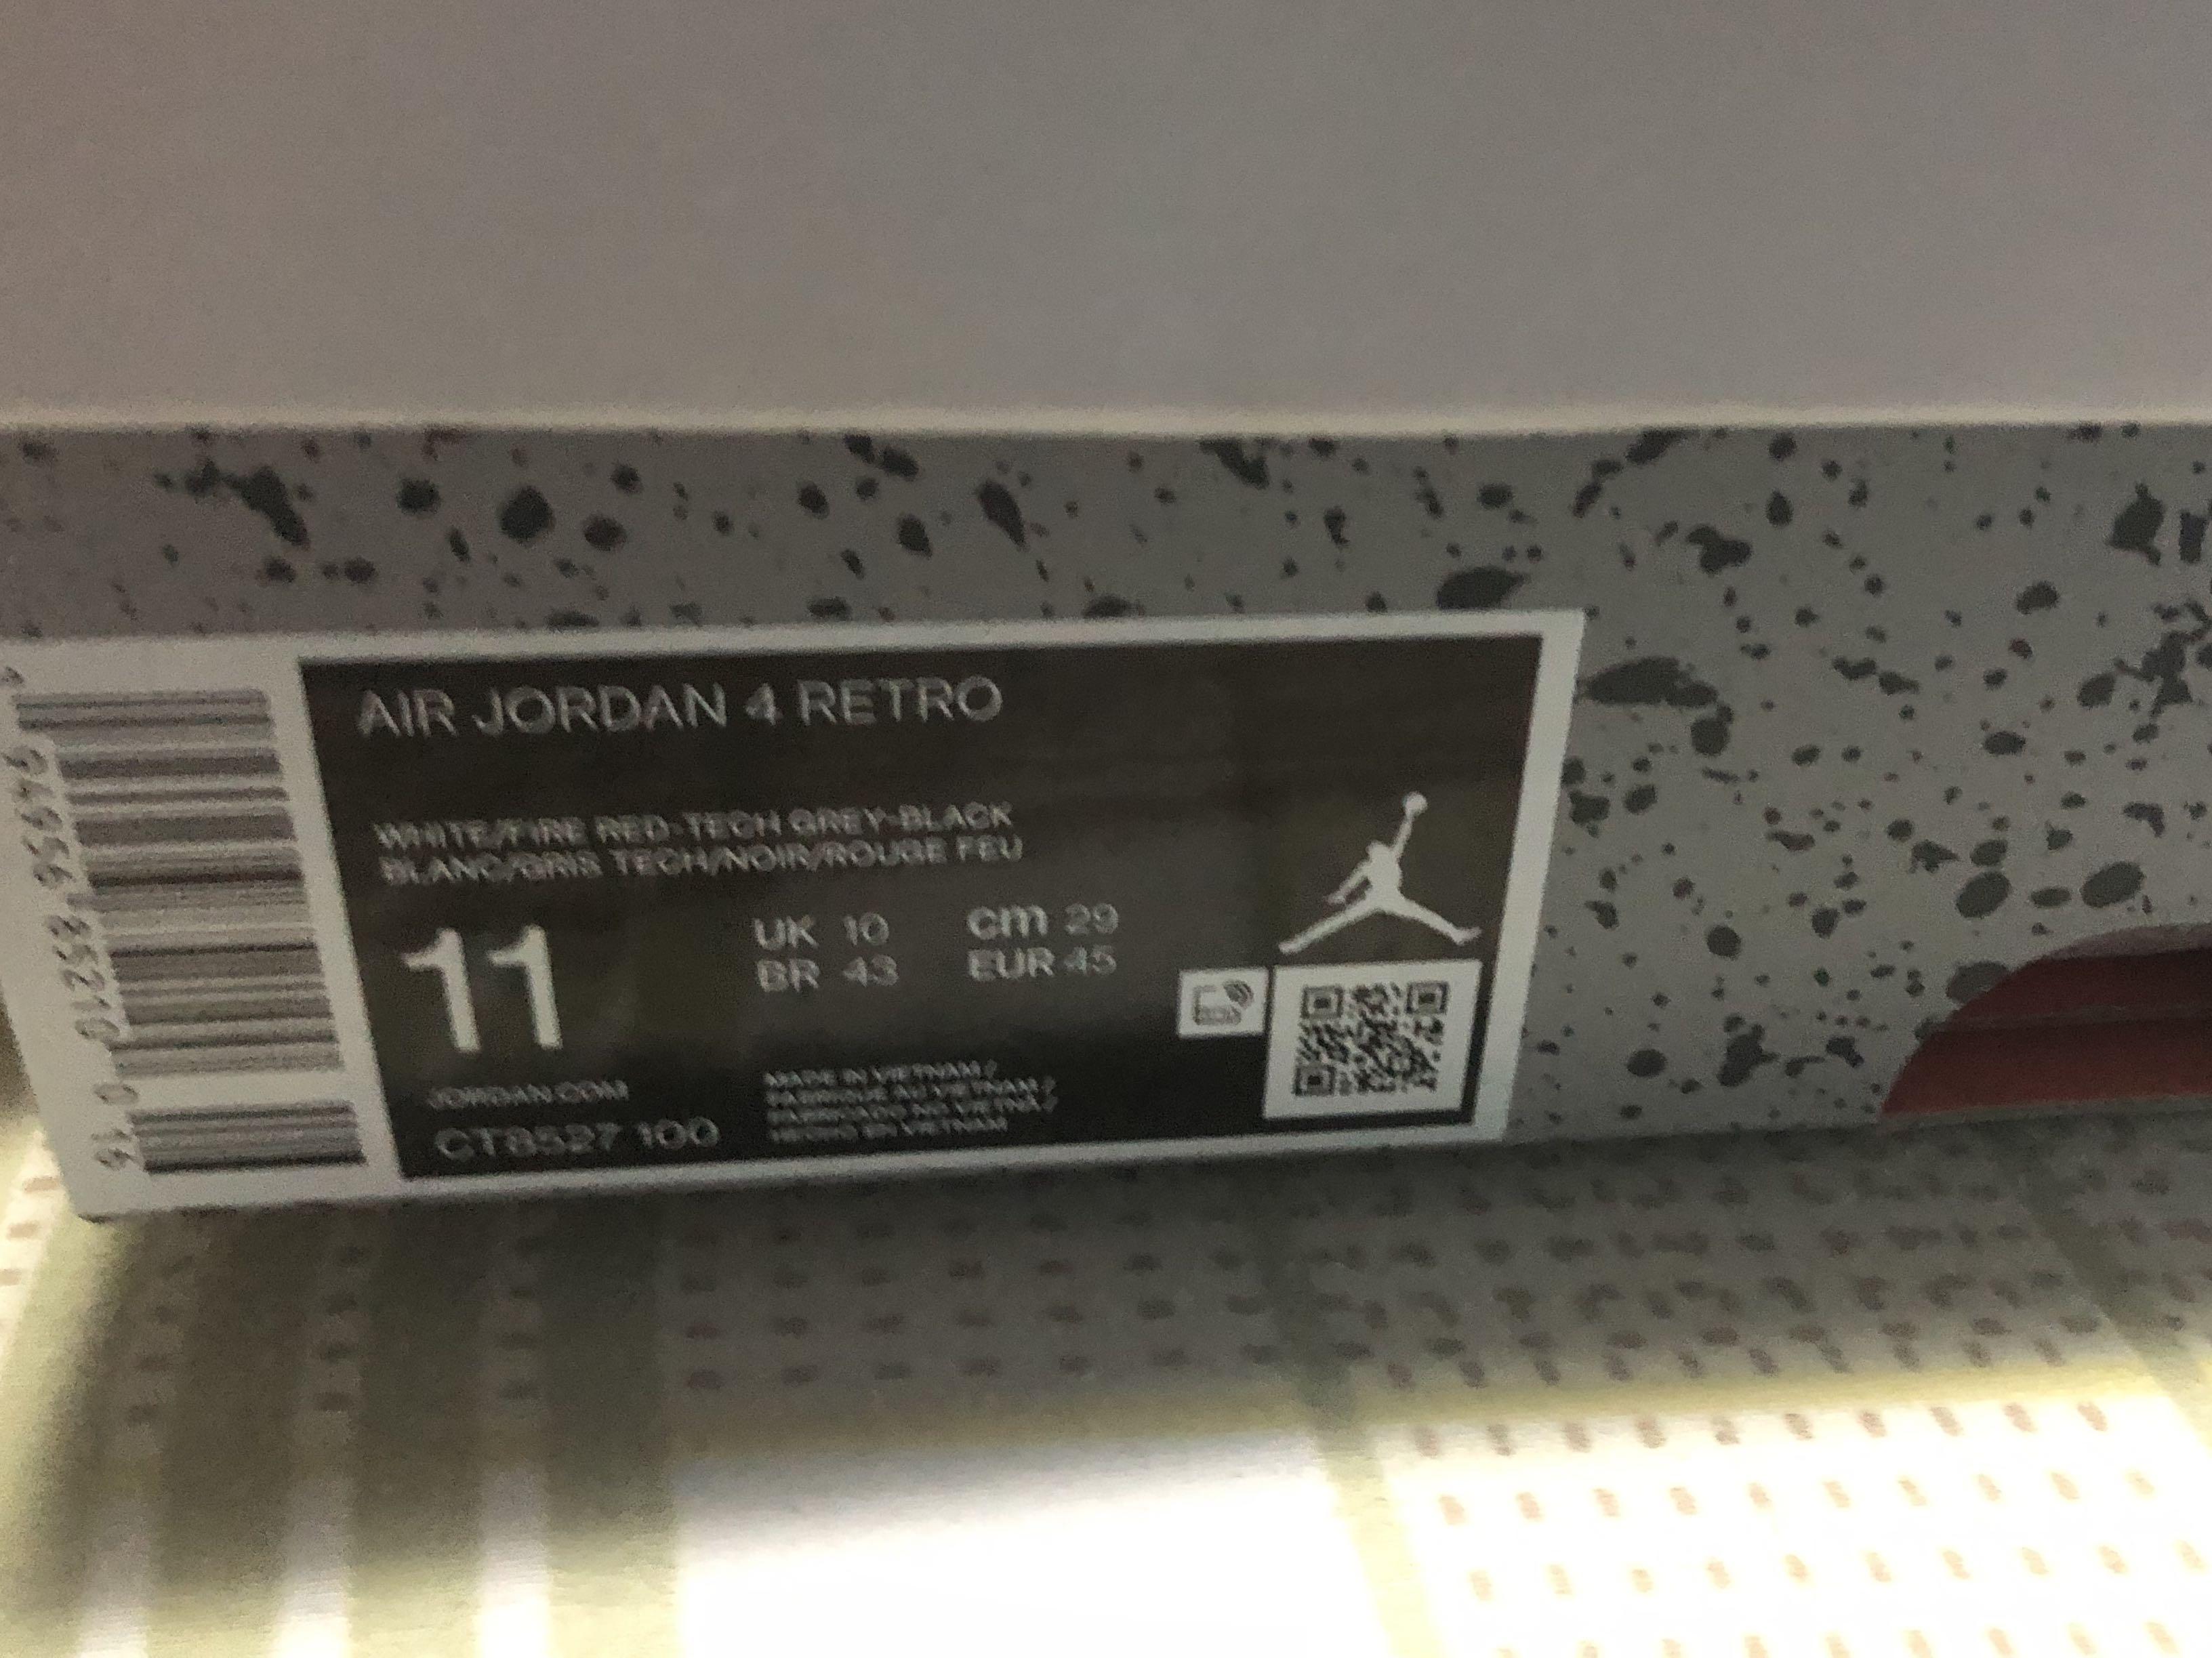 AIR JORDAN 4 RETRO
WHITE/FIRE RED-TECH GREY-BLACK
BLANC/GRIS TECH/NOIR/ROUGE FEU
11
UK 10
cm 29
BR 43
EUR 45
JORDAN.COM
CT8527 100
MADE IN VIETNAM /
FABRIQUE AU VIETNAM /
FABRICADO NO VIETNA /
HECHO EN VIETNAM